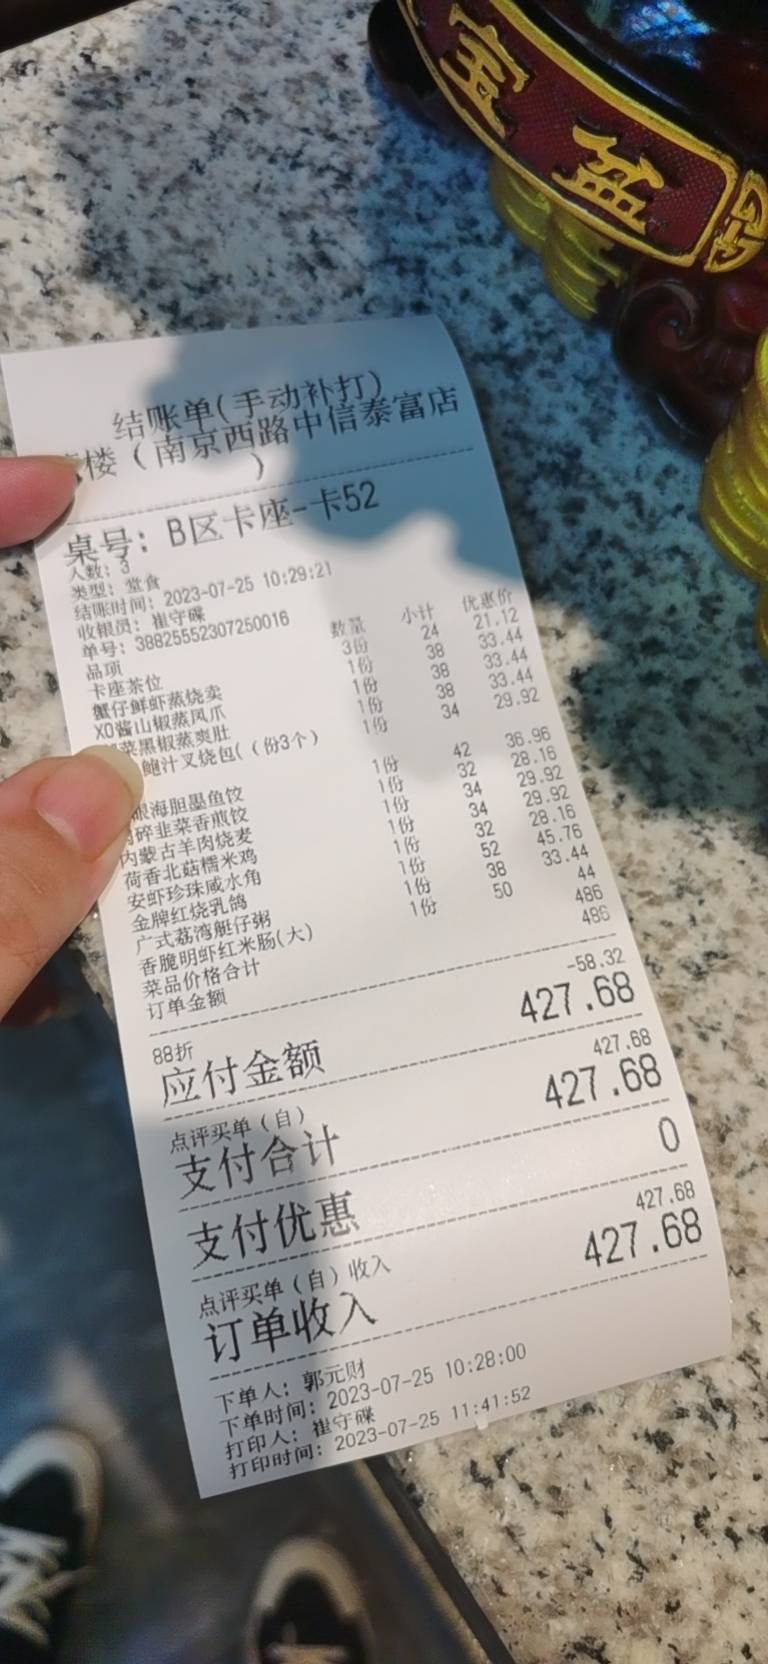 宝盆
结账单(手动补打)
楼（南京西路中信泰富店
）
桌号: B区卡座-卡52
人数: 3
类型: 堂食
结账时间: 2023-07-25 10:29:21
收银员: 崔守碟
单号: 38825552307250016
品项 数量 小计 优惠价
卡座茶位 3份 24 21.12
蟹仔鲜虾蒸烧卖 1份 38 33.44
XO酱山椒蒸凤爪 1份 38 33.44
菜黑椒蒸爽肚 1份 38 33.44
鲍汁叉烧包(（份3个） 1份 34 29.92
海胆墨鱼饺 1份 42 36.96
碎韭菜香煎饺 1份 32 28.16
内蒙古羊肉烧麦 1份 34 29.92
荷香北菇糯米鸡 1份 34 29.92
安虾珍珠咸水角 1份 32 28.16
金牌红烧乳鸽 1份 52 45.76
广式荔湾艇仔粥 1份 38 33.44
香脆明虾红米肠(大) 1份 50 44
菜品价格合计 486
订单金额 486
88折 -58.32
应付金额 427.68
点评买单（自） 427.68
支付合计 427.68
支付优惠 0
点评买单（自）收入 427.68
订单收入 427.68
下单人: 郭元财
下单时间: 2023-07-25 10:28:00
打印人: 崔守碟
打印时间: 2023-07-25 11:41:52